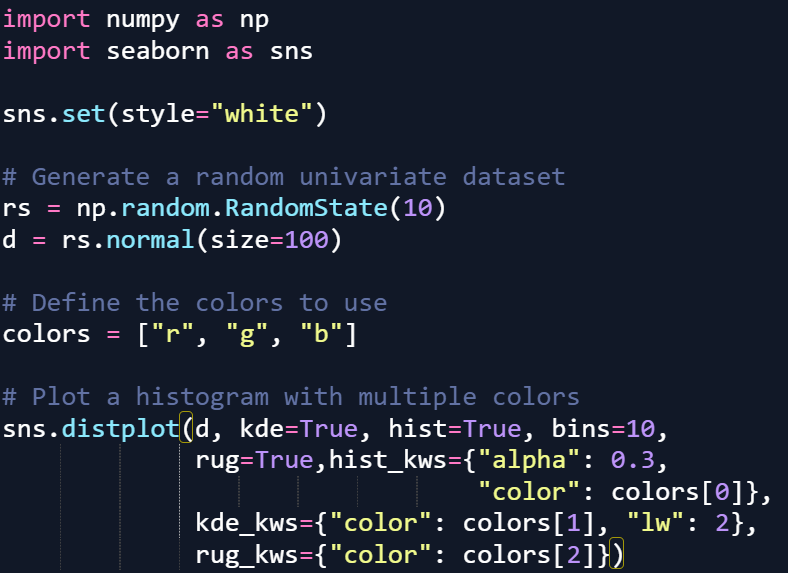 import numpy as np
import seaborn as sns

sns.set(style="white")

# Generate a random univariate dataset
rs = np.random.RandomState(10)
d = rs.normal(size=100)

# Define the colors to use
colors = ["r", "g", "b"]

# Plot a histogram with multiple colors
sns.distplot(d, kde=True, hist=True, bins=10,
             rug=True,hist_kws={"alpha": 0.3,
                                "color": colors[0]},
             kde_kws={"color": colors[1], "lw": 2},
             rug_kws={"color": colors[2]})